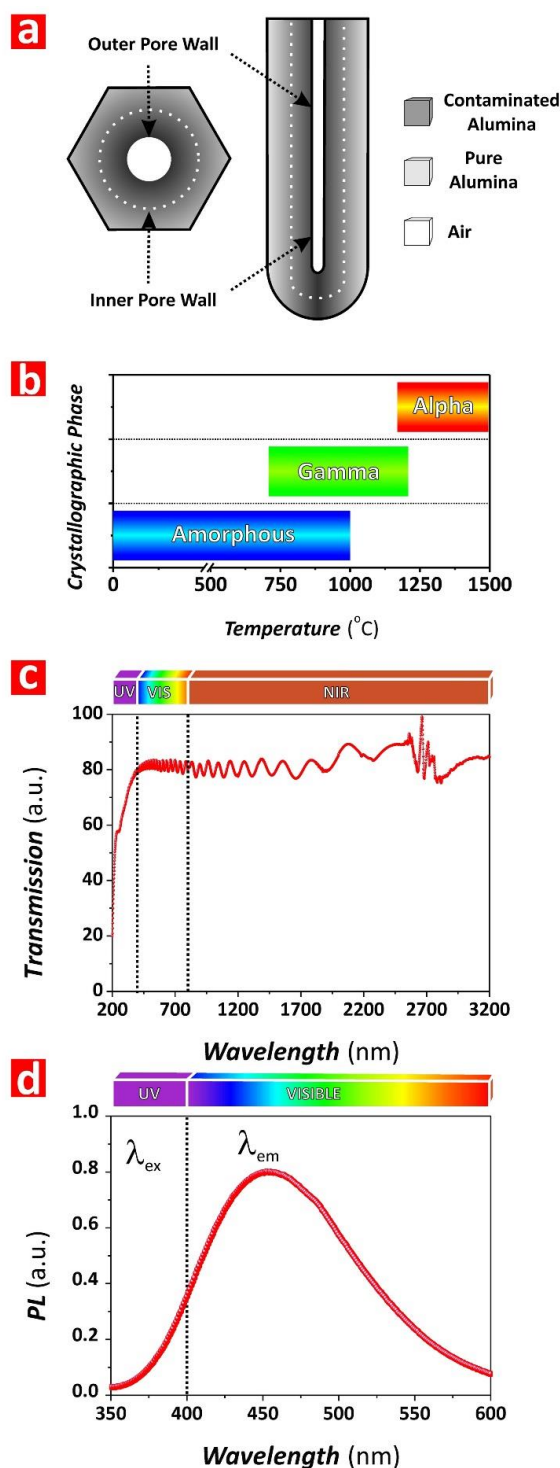 a
Outer Pore Wall
Inner Pore Wall
Contaminated
Alumina
Pure
Alumina
Air
b
Crystallographic Phase
Alpha
Gamma
Amorphous
0 500 750 1000 1250 1500
Temperature (°C)
c
UV VIS NIR
Transmission (a.u.)
100
80
60
40
20
0
200 700 1200 1700 2200 2700 3200
Wavelength (nm)
d
UV VISIBLE
λex λem
PL (a.u.)
1.0
0.8
0.6
0.4
0.2
0.0
350 400 450 500 550 600
Wavelength (nm)